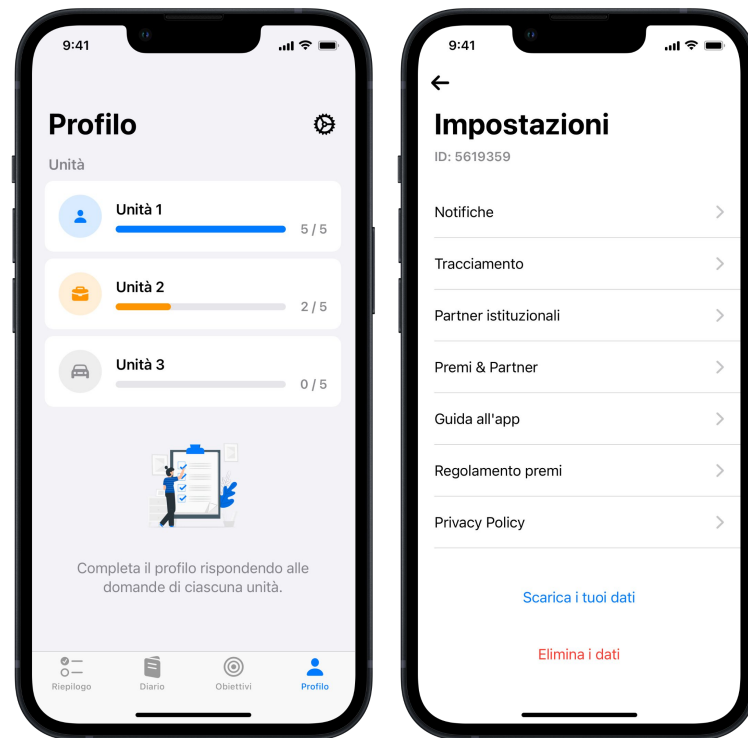 9:41
Profilo
Unità
Unità 1
5 / 5
Unità 2
2 / 5
Unità 3
0 / 5
Completa il profilo rispondendo alle
domande di ciascuna unità.
Riepilogo
Diario
Obiettivi
Profilo
9:41
Impostazioni
ID: 5619359
Notifiche
Tracciamento
Partner istituzionali
Premi & Partner
Guida all'app
Regolamento premi
Privacy Policy
Scarica i tuoi dati
Elimina i dati